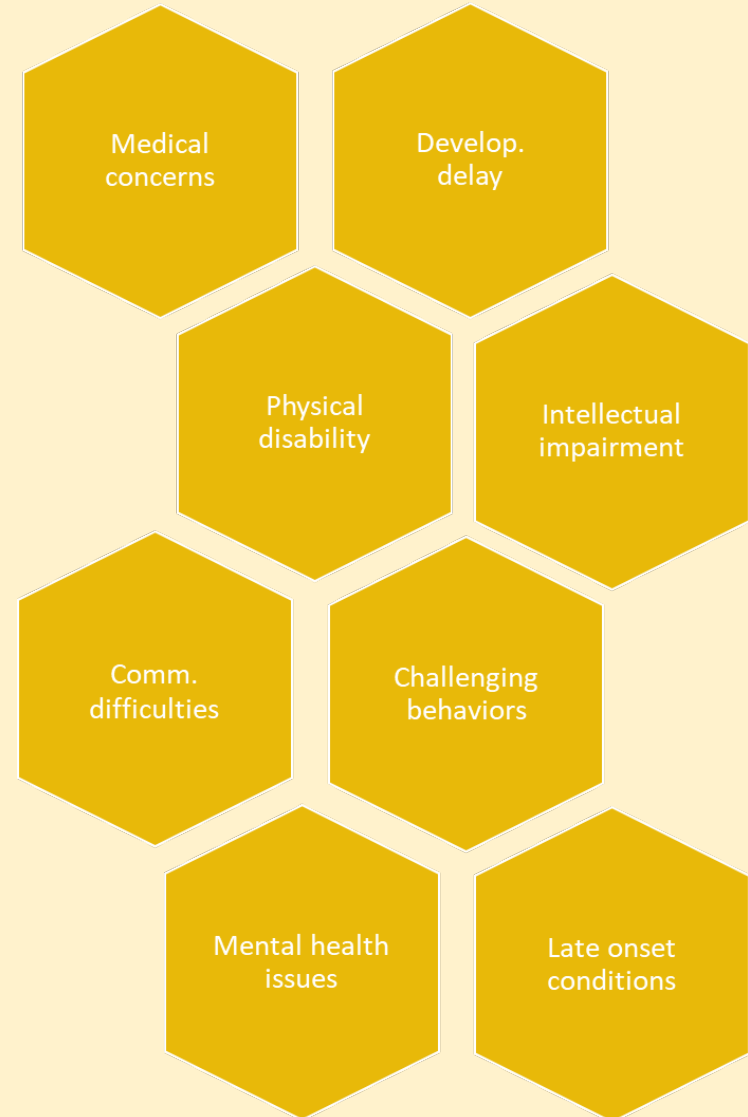 Medical
concerns
Develop.
delay
Physical
disability
Intellectual
impairment
Comm.
difficulties
Challenging
behaviors
Mental health
issues
Late onset
conditions